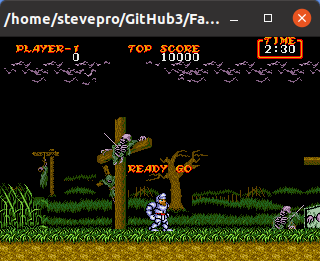 /home/stevepro/GitHub3/Fa...
PLAYER-1
0
TOP SCORE
10000
TIME
2:30
READY GO